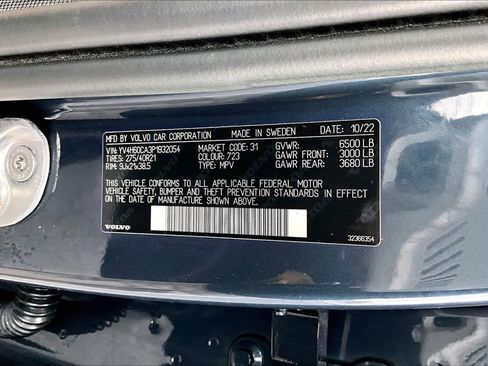 MFD BY VOLVO CAR CORPORATION MADE IN SWEDEN DATE: 10/22
VIN: YV4H60CA3P1932054 MARKET CODE: 31 GVWR: 6500 LB
TIRES: 275/40R21 COLOUR: 723 GAWR FRONT: 3000 LB
RIM: 9Jx21x38.5 TYPE: MPV GAWR REAR: 3680 LB
THIS VEHICLE CONFORMS TO ALL APPLICABLE FEDERAL MOTOR
VEHICLE SAFETY, BUMPER AND THEFT PREVENTION STANDARDS IN EFFECT
ON THE DATE OF MANUFACTURE SHOWN ABOVE.
VOLVO 32366354